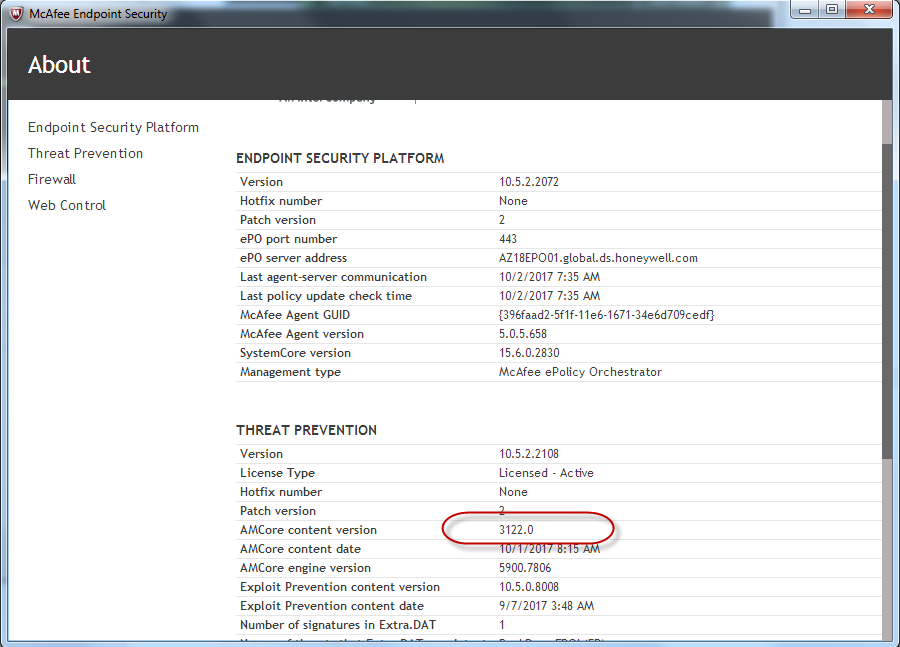 McAfee Endpoint Security
About
Endpoint Security Platform
Threat Prevention
Firewall
Web Control
ENDPOINT SECURITY PLATFORM
Version 10.5.2.2072
Hotfix number None
Patch version 2
ePO port number 443
ePO server address AZ18EPO01.global.ds.honeywell.com
Last agent-server communication 10/2/2017 7:35 AM
Last policy update check time 10/2/2017 7:35 AM
McAfee Agent GUID {396faad2-5f1f-11e6-1671-34e6d709cedf}
McAfee Agent version 5.0.5.658
SystemCore version 15.6.0.2830
Management type McAfee ePolicy Orchestrator
THREAT PREVENTION
Version 10.5.2.2108
License Type Licensed - Active
Hotfix number None
Patch version 2
AMCore content version 3122.0
AMCore content date 10/1/2017 8:15 AM
AMCore engine version 5900.7806
Exploit Prevention content version 10.5.0.8008
Exploit Prevention content date 9/7/2017 3:48 AM
Number of signatures in Extra.DAT 1